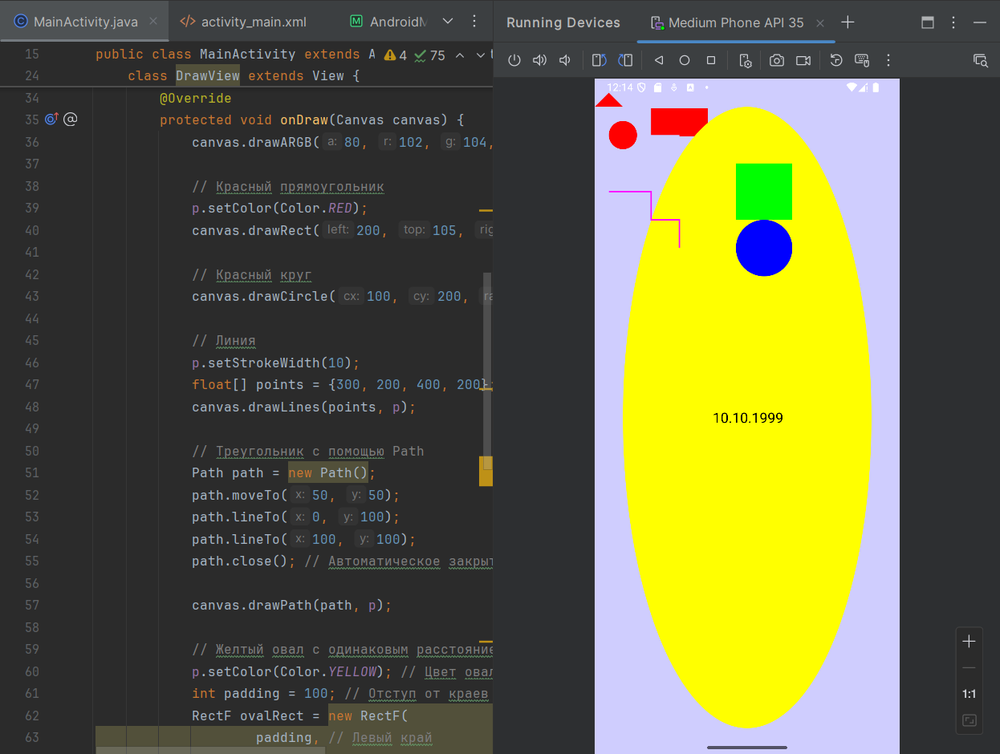 MainActivity.java
activity_main.xml
AndroidM
Running Devices
Medium Phone API 35
15 public class MainActivity extends A 4 75
24 class DrawView extends View {
34 @Override
35 protected void onDraw(Canvas canvas) {
36 canvas.drawARGB( a: 80, r: 102, g: 104,
37
38 // Красный прямоугольник
39 p.setColor(Color.RED);
40 canvas.drawRect( left: 200, top: 105, rig
41
42 // Красный круг
43 canvas.drawCircle( cx: 100, cy: 200, ra
44
45 // Линия
46 p.setStrokeWidth(10);
47 float[] points = {300, 200, 400, 200}
48 canvas.drawLines(points, p);
49
50 // Треугольник с помощью Path
51 Path path = new Path();
52 path.moveTo( x: 50, y: 50);
53 path.lineTo( x: 0, y: 100);
54 path.lineTo( x: 100, y: 100);
55 path.close(); // Автоматическое закрыт
56
57 canvas.drawPath(path, p);
58
59 // Желтый овал с одинаковым расстояние
60 p.setColor(Color.YELLOW); // Цвет овал
61 int padding = 100; // Отступ от краев
62 RectF ovalRect = new RectF(
63 padding, // Левый край
12:14
10.10.1999
1:1